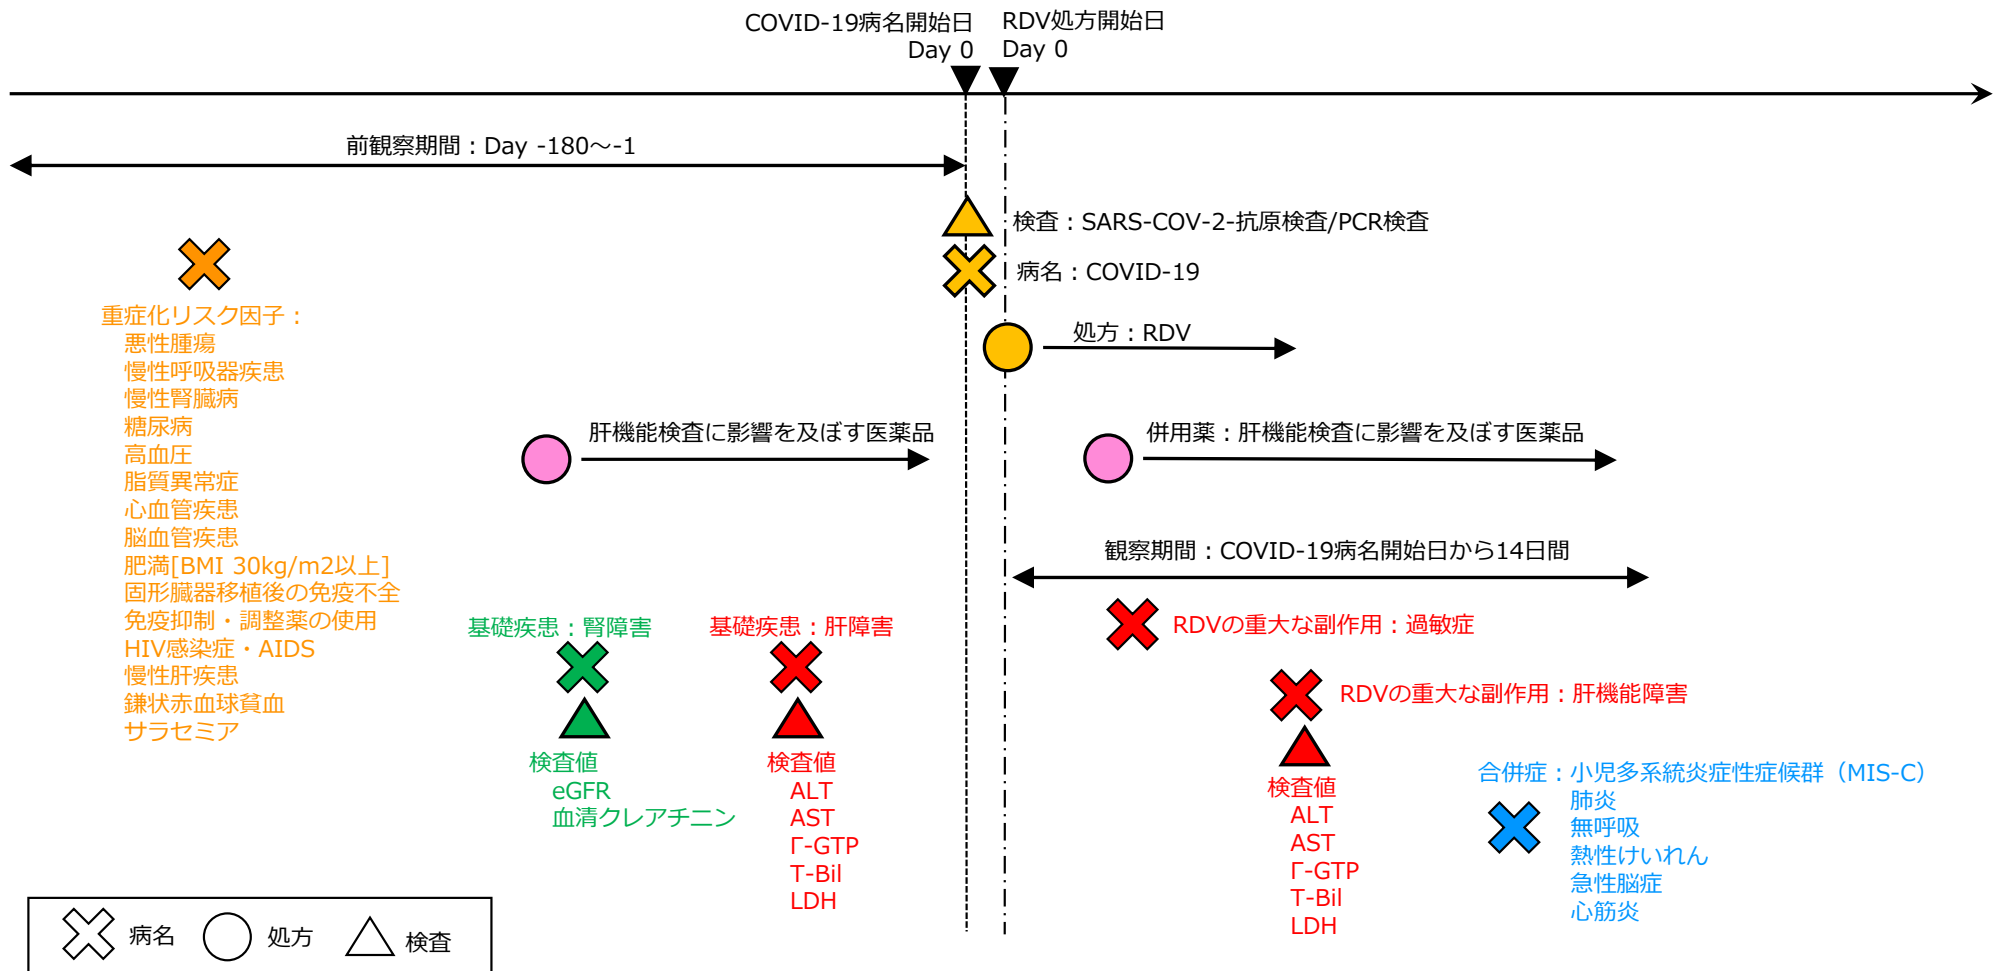 COVID-19病名開始日
Day 0
RDV処方開始日
Day 0
前観察期間：Day -180～-1
検査：SARS-COV-2-抗原検査/PCR検査
病名：COVID-19
処方：RDV
重症化リスク因子：
悪性腫瘍
慢性呼吸器疾患
慢性腎臓病
糖尿病
高血圧
脂質異常症
心血管疾患
脳血管疾患
肥満[BMI 30kg/m2以上]
固形臓器移植後の免疫不全
免疫抑制・調整薬の使用
HIV感染症・AIDS
慢性肝疾患
鎌状赤血球貧血
サラセミア
肝機能検査に影響を及ぼす医薬品
併用薬：肝機能検査に影響を及ぼす医薬品
観察期間：COVID-19病名開始日から14日間
基礎疾患：腎障害
検査値
eGFR
血清クレアチニン
基礎疾患：肝障害
検査値
ALT
AST
Γ-GTP
T-Bil
LDH
RDVの重大な副作用：過敏症
RDVの重大な副作用：肝機能障害
検査値
ALT
AST
Γ-GTP
T-Bil
LDH
合併症：小児多系統炎症性症候群（MIS-C）
肺炎
無呼吸
熱性けいれん
急性脳症
心筋炎
病名
処方
検査